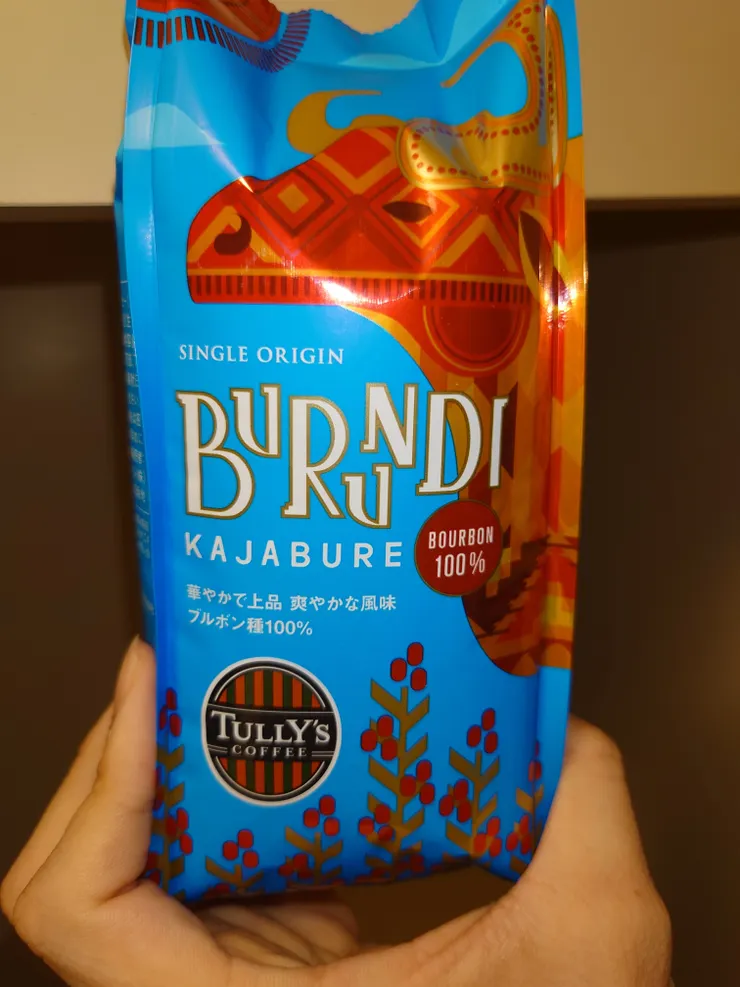 SINGLE ORIGIN
BURUNDI
KAJABURE
BOURBON
100%
華やかで上品 爽やかな風味
ブルボン種100%
TULLY'S
COFFEE